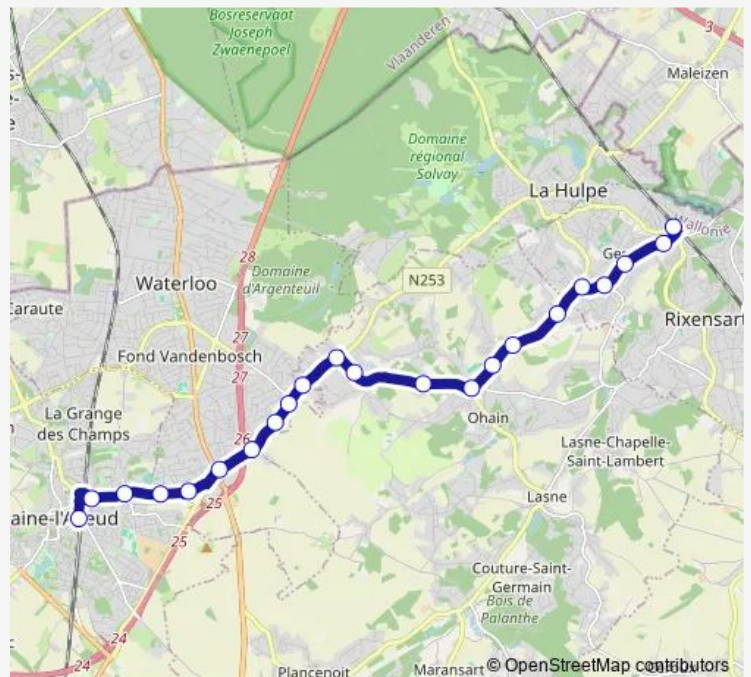 Bosreservaat
Joseph
Zwaenepoel
Vlaanderen
3
Maleizen
Domaine
régional
Solvay
La Hulpe
Wallonie
28
Domaine
d'Argenteuil
N253
Waterloo
Caraute
27
Rixensart
Fond Vandenbosch
27
La Grange
des Champs
Ohain
26
Lasne-Chapelle-
Saint-Lambert
Lasne
25
25
Couture-Saint-
Germain
Bois de
Palanthe
24
24
Plancenoit
Maransart
© OpenStreetMap contributors